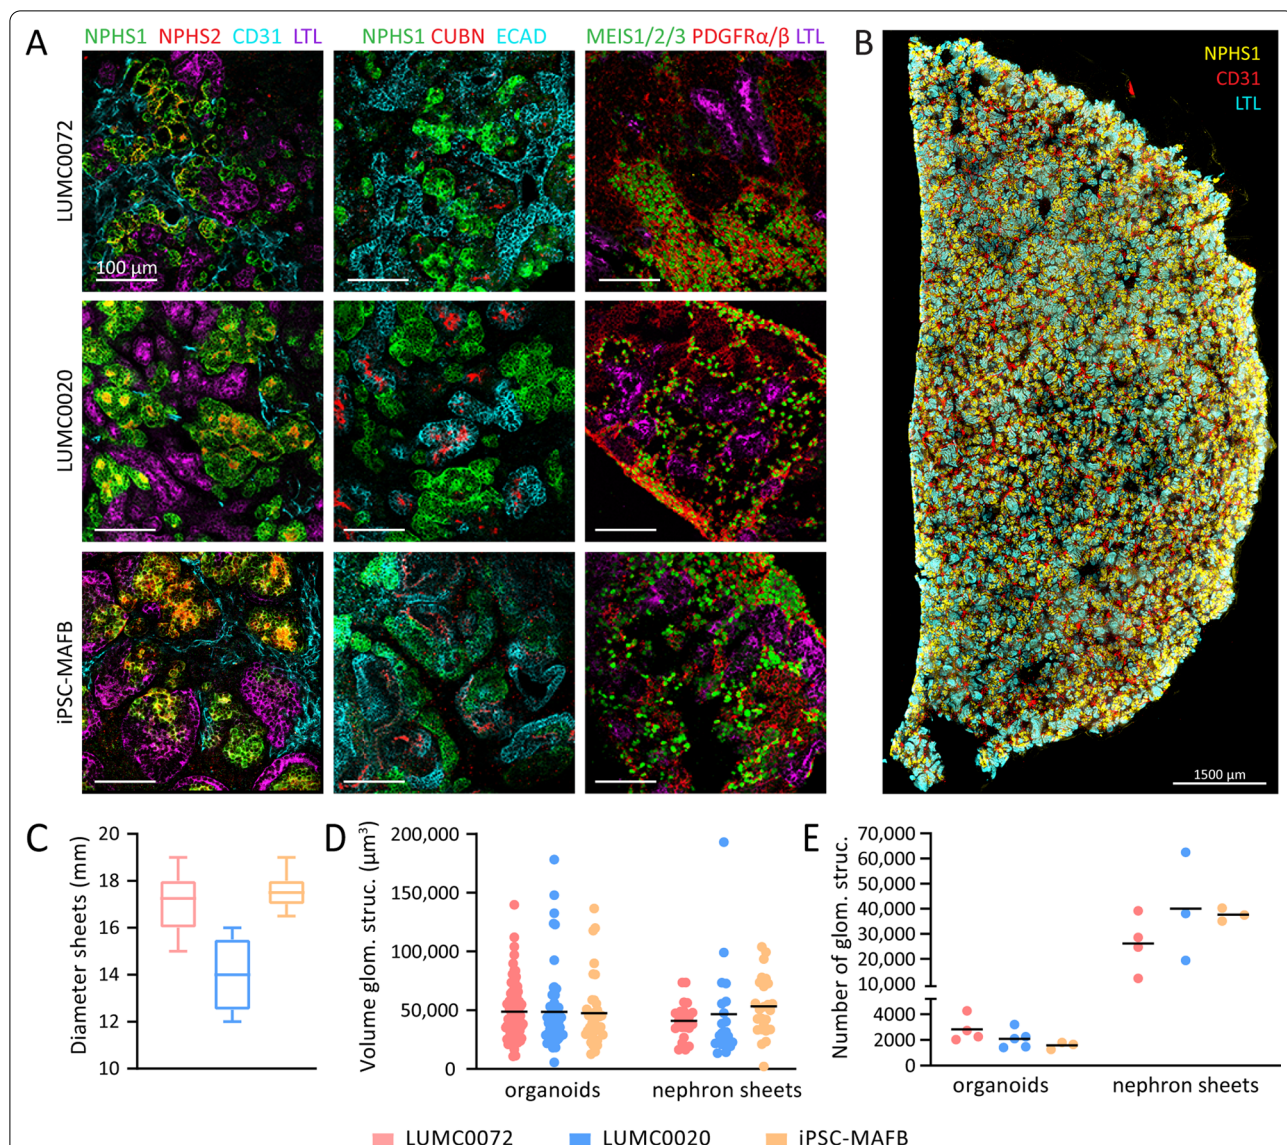 A
NPHS1 NPHS2 CD31 LTL
NPHS1 CUBN ECAD
MEIS1/2/3 PDGFRα/β LTL
LUMC0072
100 µm
LUMC0020
iPSC-MAFB
B
NPHS1
CD31
LTL
1500 µm
C
Diameter sheets (mm)
20
18
16
14
12
10
D
Volume glom. struc. (µm³)
200,000
150,000
100,000
50,000
0
organoids nephron sheets
E
Number of glom. struc.
70,000
60,000
50,000
40,000
30,000
20,000
10,000
4000
2000
0
organoids nephron sheets
LUMC0072 LUMC0020 iPSC-MAFB